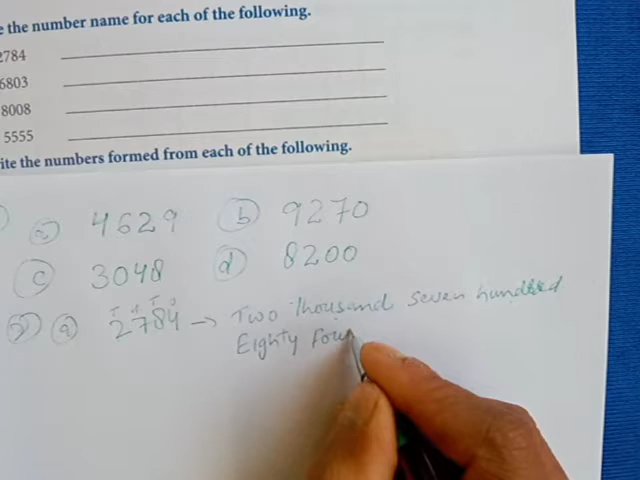 e the number name for each of the following.
2784
6803
8008
5555
ite the numbers formed from each of the following.
a 4629 b 9270
c 3048 d 8200
T H T O
a 2784 → Two thousand seven hundred
Eighty Four